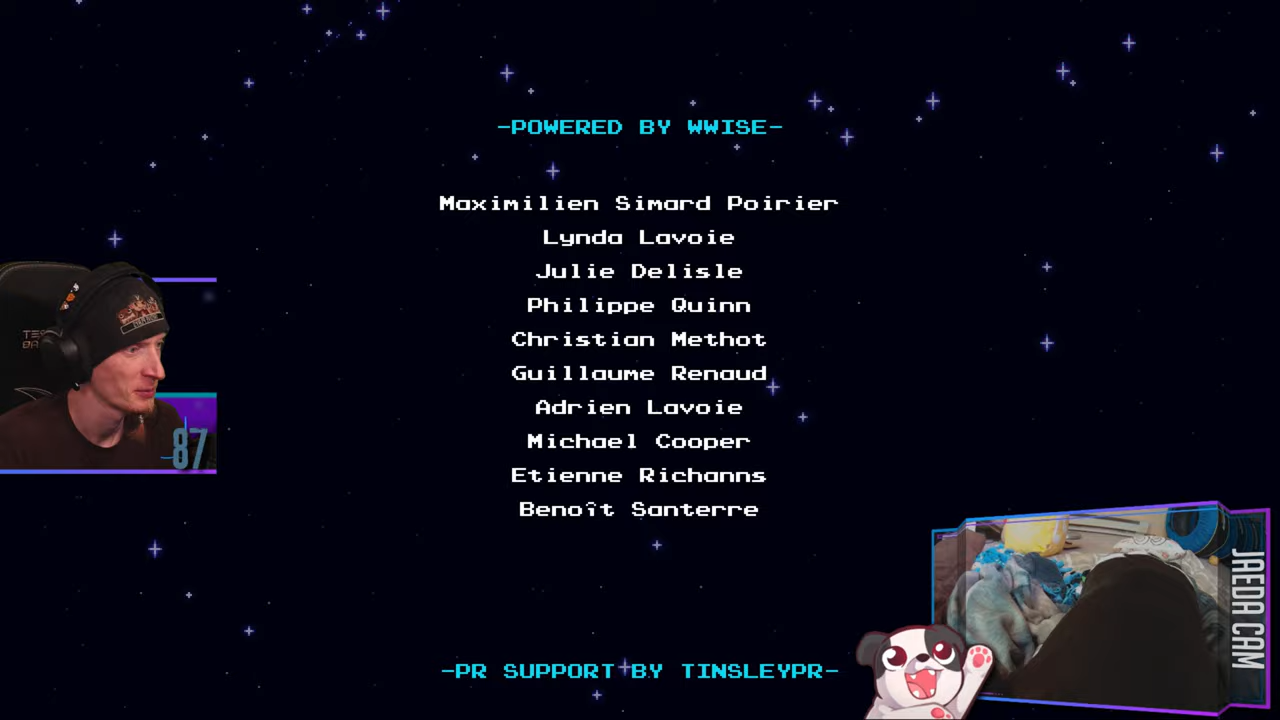 -POWERED BY WWISE-
Maximilien Simard Poirier
Lynda Lavoie
Julie Delisle
Philippe Quinn
Christian Methot
Guillaume Renaud
Adrien Lavoie
Michael Cooper
Etienne Richanns
Benoît Santerre
87
JAEDA CAM
-PR SUPPORT BY TINSLEYPR-